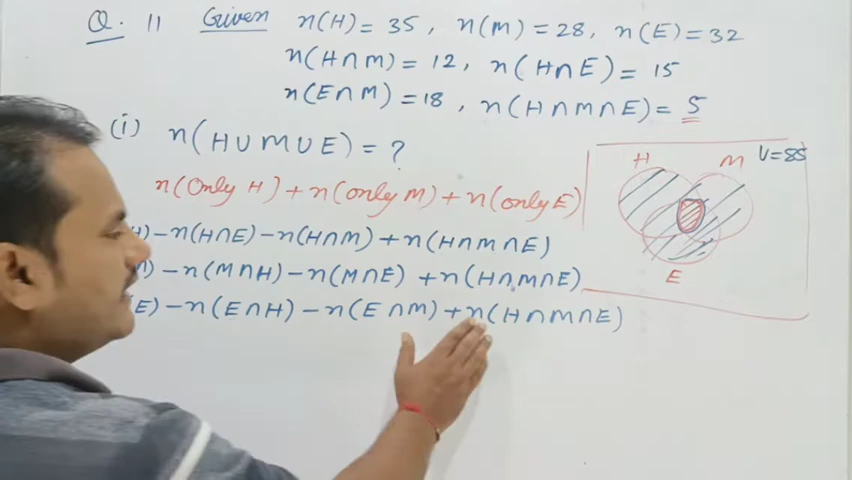 Q. 11 Given n(H) = 35, n(M) = 28, n(E) = 32
n(H∩M) = 12, n(H∩E) = 15
n(E∩M) = 18, n(H∩M∩E) = 5
(i) n(H∪M∪E) = ?
n(Only H) + n(only M) + n(only E)
H) - n(H∩E) - n(H∩M) + n(H∩M∩E)
) - n(M∩H) - n(M∩E) + n(H∩M∩E)
(E) - n(E∩H) - n(E∩M) + n(H∩M∩E)
H M U=85
E